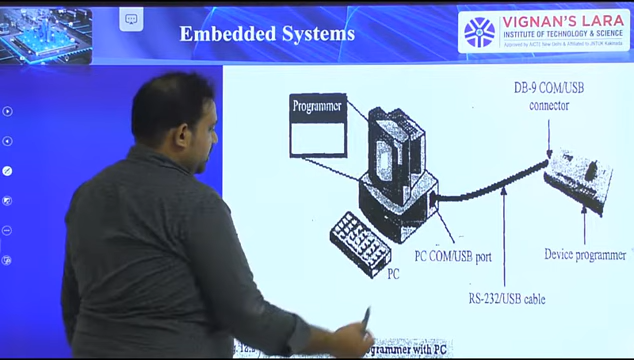 Embedded Systems
VIGNAN'S LARA
INSTITUTE OF TECHNOLOGY & SCIENCE
Programmer
DB-9 COM/USB
connector
PC COM/USB port
Device programmer
PC
RS-232/USB cable
rogrammer with PC